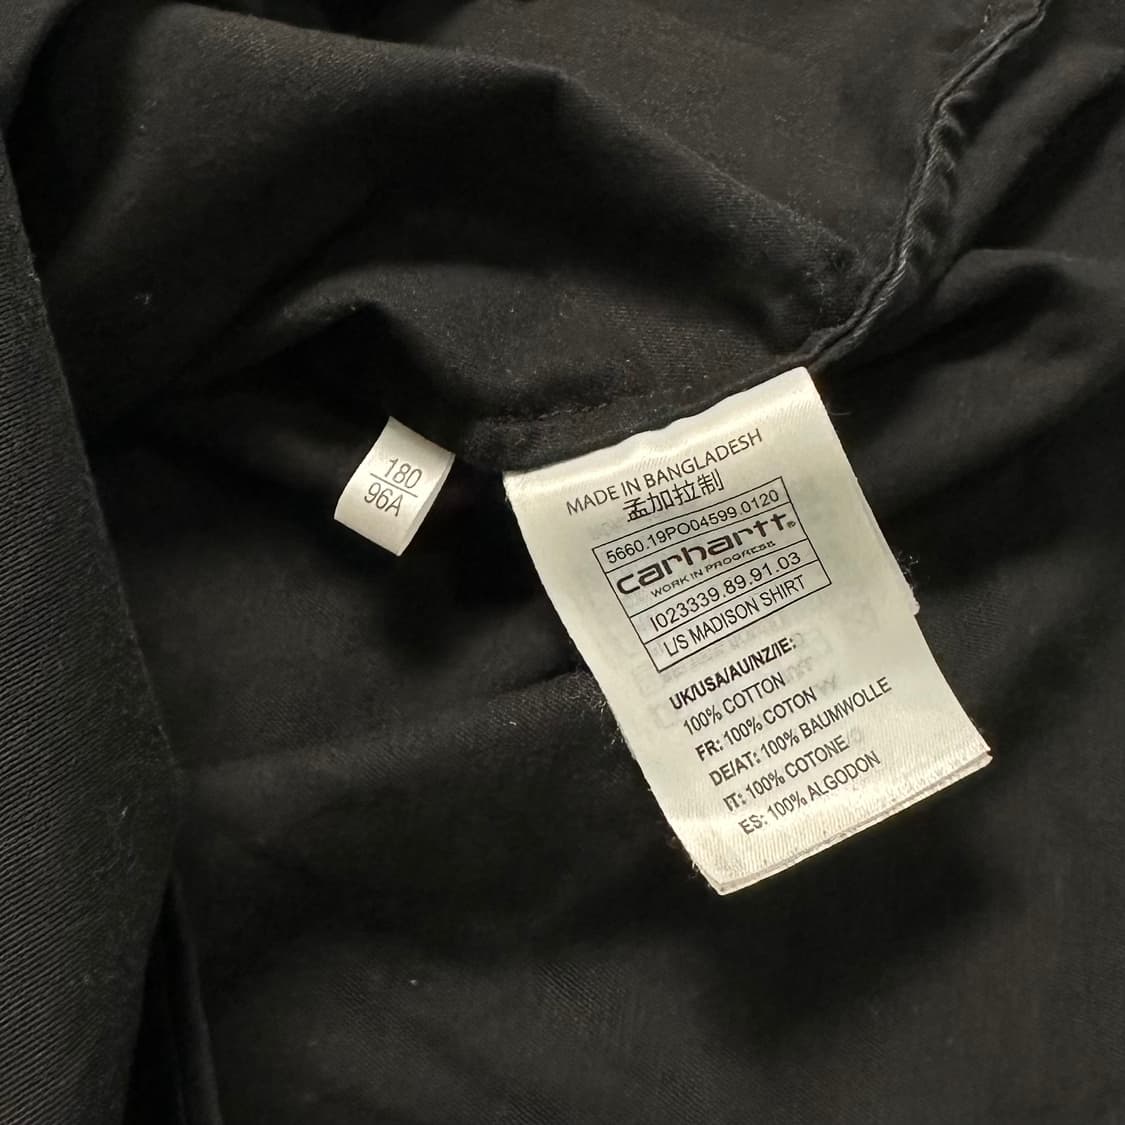 180
96A
MADE IN BANGLADESH
孟加拉制
5660.19PO04599.0120
carhartt®
WORK IN PROGRESS
I023339.89.91.03
L/S MADISON SHIRT
UK/USA/AU/NZ/IE:
100% COTTON
FR: 100% COTON
DE/AT: 100% BAUMWOLLE
IT: 100% COTONE
ES: 100% ALGODON